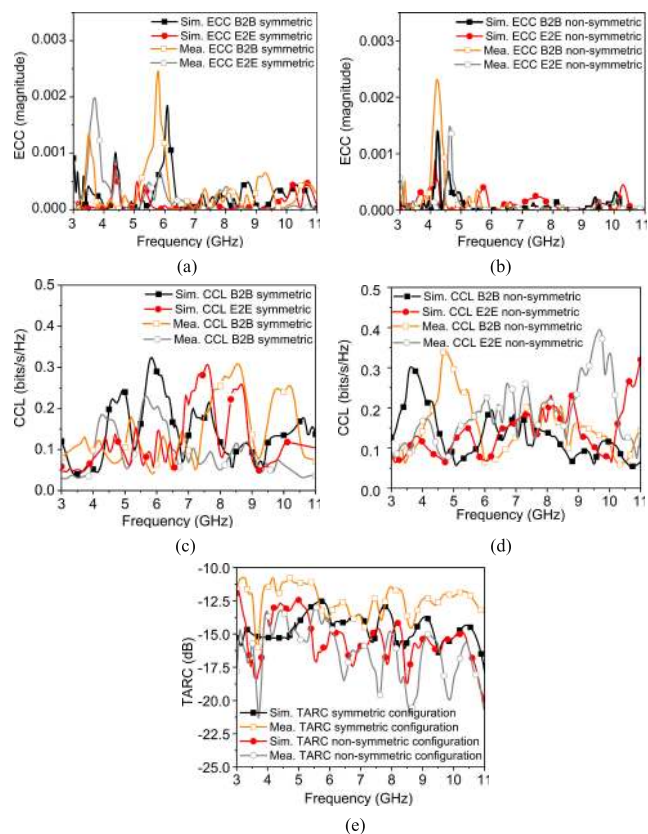 Sim. ECC B2B symmetric
Sim. ECC E2E symmetric
Mea. ECC B2B symmetric
Mea. ECC E2E symmetric
0.003
0.002
0.001
0.000
ECC (magnitude)
3 4 5 6 7 8 9 10 11
Frequency (GHz)
(a)
Sim. ECC B2B non-symmetric
Sim. ECC E2E non-symmetric
Mea. ECC B2B non-symmetric
Mea. ECC E2E non-symmetric
0.003
0.002
0.001
0.000
ECC (magnitude)
3 4 5 6 7 8 9 10 11
Frequency (GHz)
(b)
Sim. CCL B2B symmetric
Sim. CCL E2E symmetric
Mea. CCL B2B symmetric
Mea. CCL B2B symmetric
0.5
0.4
0.3
0.2
0.1
0.0
CCL (bits/s/Hz)
3 4 5 6 7 8 9 10 11
Frequency (GHz)
(c)
Sim. CCL B2B non-symmetric
Sim. CCL E2E non-symmetric
Mea. CCL B2B non-symmetric
Mea. CCL E2E non-symmetric
0.5
0.4
0.3
0.2
0.1
0.0
CCL (bits/s/Hz)
3 4 5 6 7 8 9 10 11
Frequency (GHz)
(d)
-10.0
-12.5
-15.0
-17.5
-20.0
-22.5
-25.0
TARC (dB)
Sim. TARC symmetric configuration
Mea. TARC symmetric configuration
Sim. TARC non-symmetric configuration
Mea. TARC non-symmetric configuration
3 4 5 6 7 8 9 10 11
Frequency (GHz)
(e)